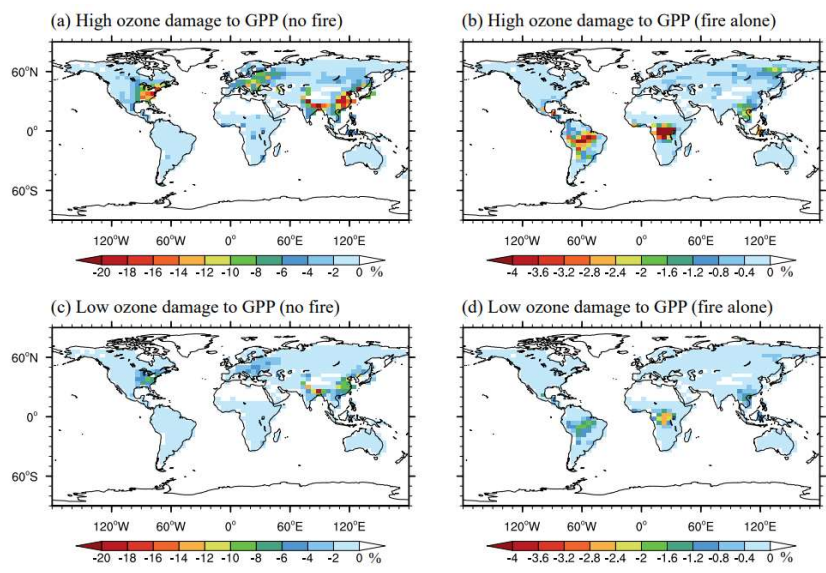 (a) High ozone damage to GPP (no fire)
(b) High ozone damage to GPP (fire alone)
60°N
0°
60°S
120°W 60°W 0° 60°E 120°E
120°W 60°W 0° 60°E 120°E
-20 -18 -16 -14 -12 -10 -8 -6 -4 -2 0 %
-4 -3.6 -3.2 -2.8 -2.4 -2 -1.6 -1.2 -0.8 -0.4 0 %
(c) Low ozone damage to GPP (no fire)
(d) Low ozone damage to GPP (fire alone)
60°N
0°
60°S
120°W 60°W 0° 60°E 120°E
120°W 60°W 0° 60°E 120°E
-20 -18 -16 -14 -12 -10 -8 -6 -4 -2 0 %
-4 -3.6 -3.2 -2.8 -2.4 -2 -1.6 -1.2 -0.8 -0.4 0 %